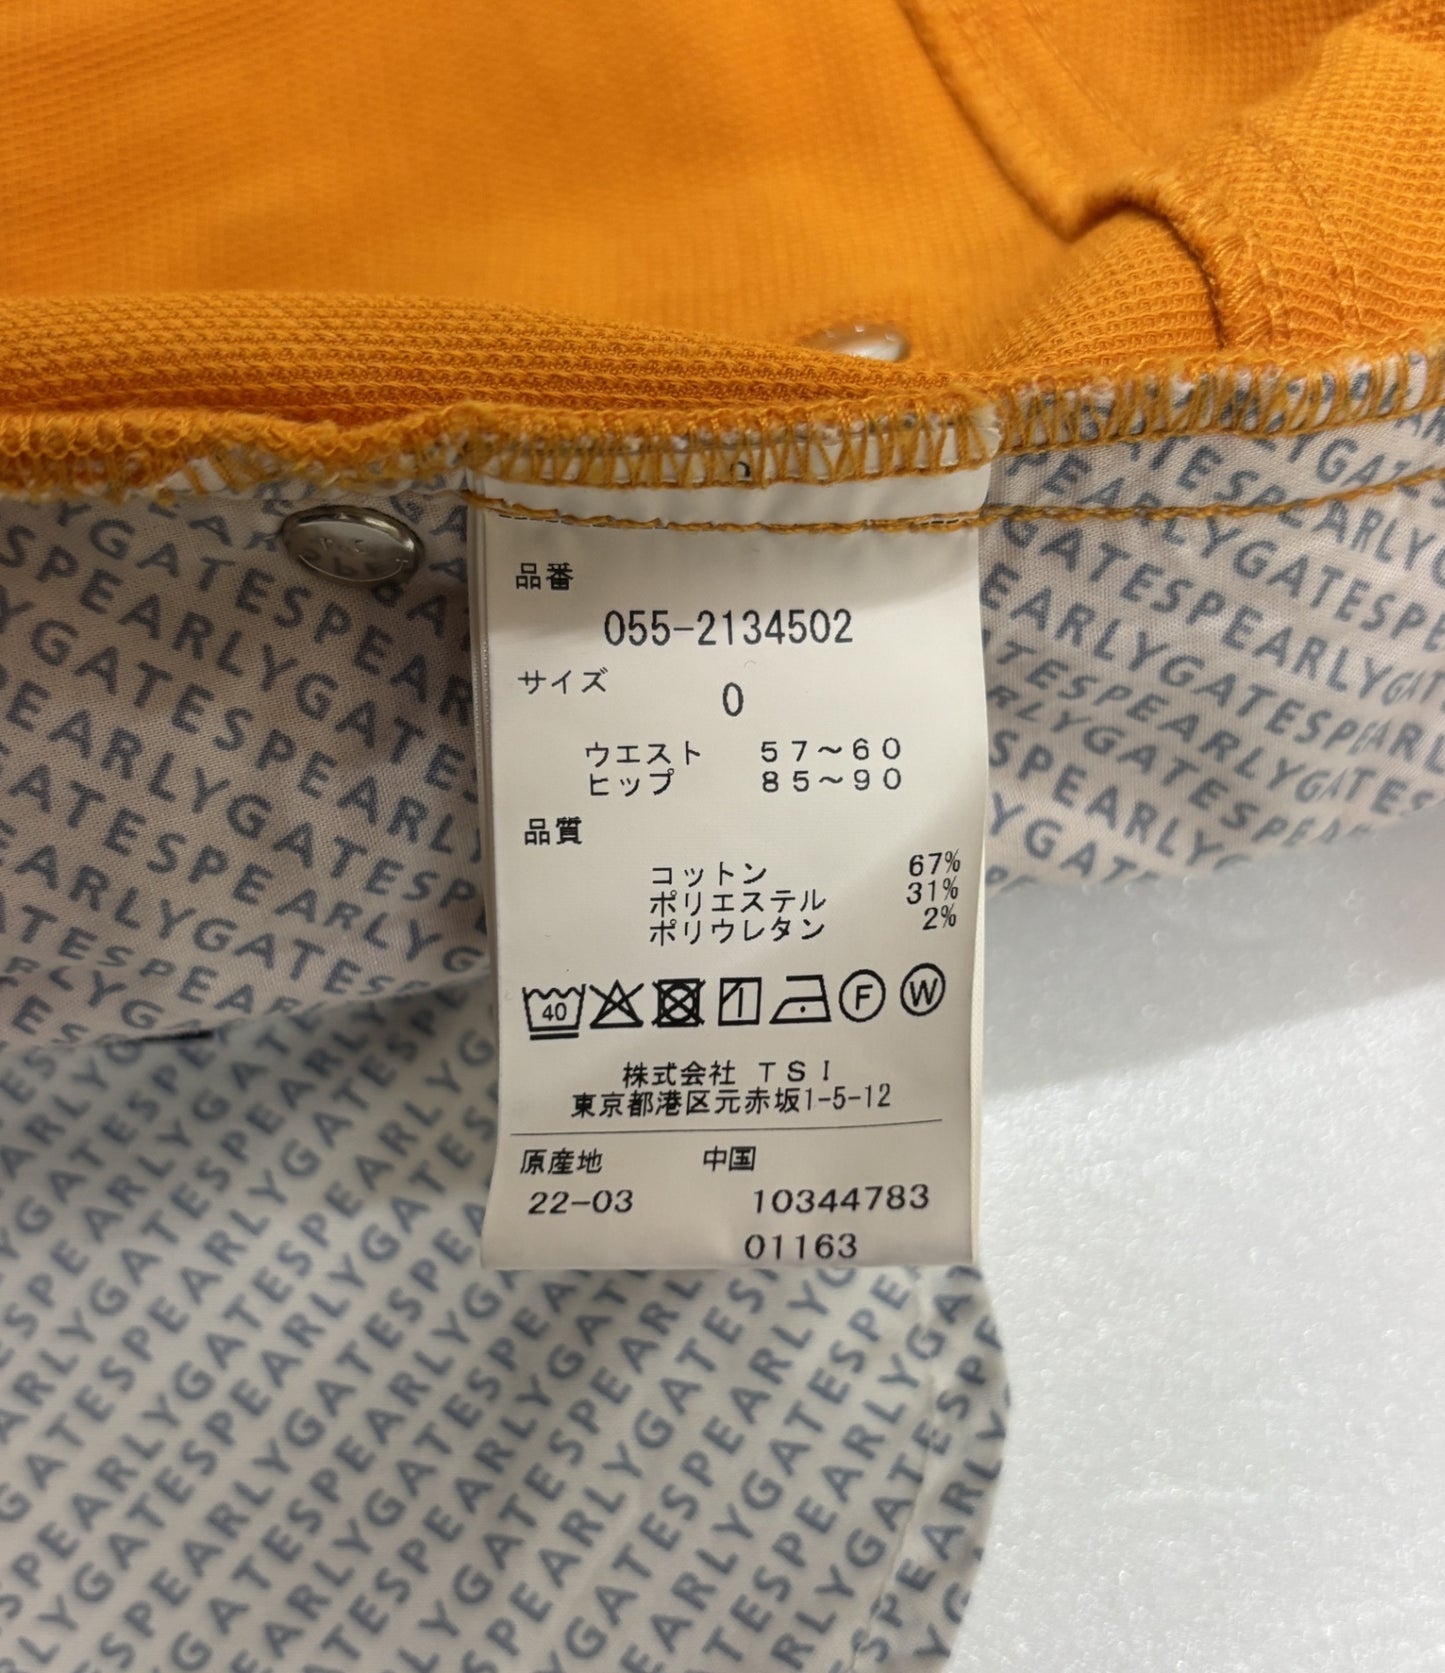 品番
055-2134502
サイズ 0
ウエスト 57〜60
ヒップ 85〜90
品質
コットン 67%
ポリエステル 31%
ポリウレタン 2%
40 F W
株式会社 TSI
東京都港区元赤坂1-5-12
原産地 中国
22-03 10344783
01163
PEARLYGATESPEARLYGATES